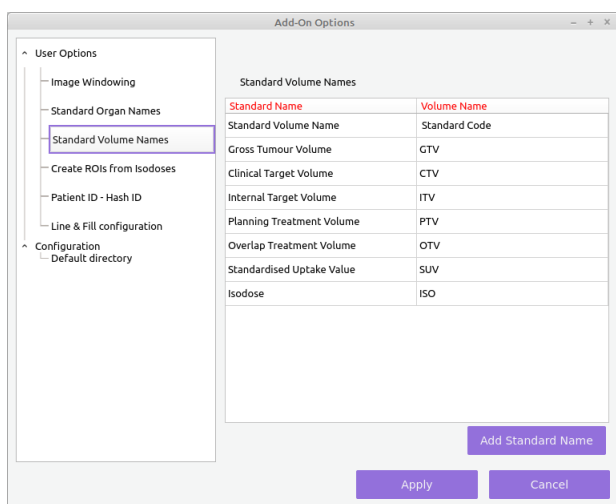 Add-On Options
User Options
Image Windowing
Standard Organ Names
Standard Volume Names
Create ROIs from Isodoses
Patient ID - Hash ID
Line & Fill configuration
Configuration
Default directory
Standard Volume Names
Standard Name Volume Name
Standard Volume Name Standard Code
Gross Tumour Volume GTV
Clinical Target Volume CTV
Internal Target Volume ITV
Planning Treatment Volume PTV
Overlap Treatment Volume OTV
Standardised Uptake Value SUV
Isodose ISO
Add Standard Name
Apply Cancel